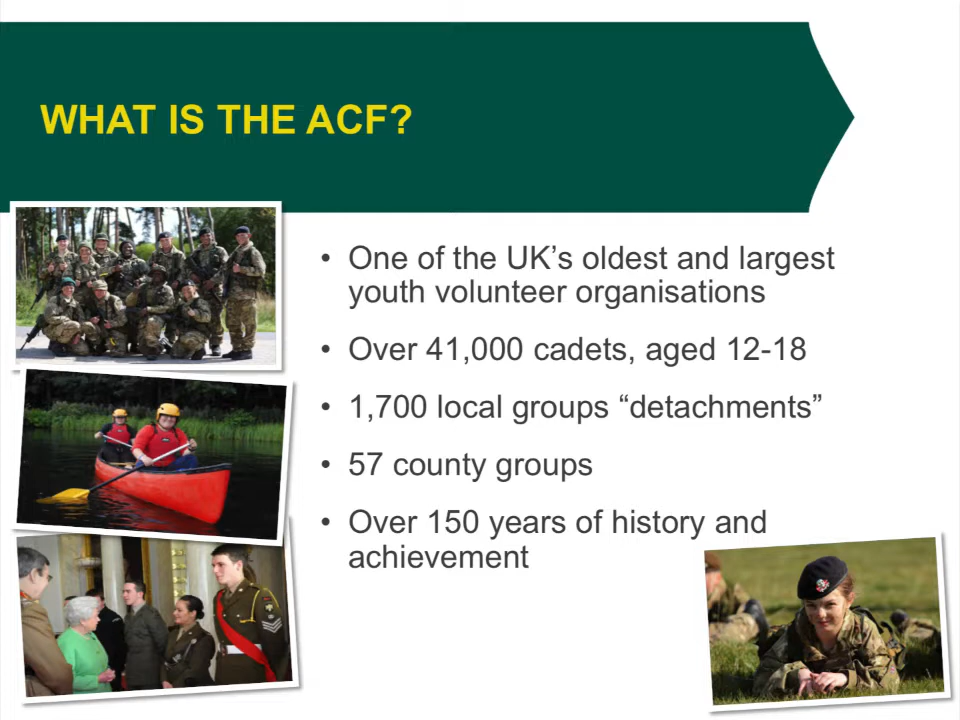 WHAT IS THE ACF?
• One of the UK’s oldest and largest
youth volunteer organisations
• Over 41,000 cadets, aged 12-18
• 1,700 local groups “detachments”
• 57 county groups
• Over 150 years of history and
achievement